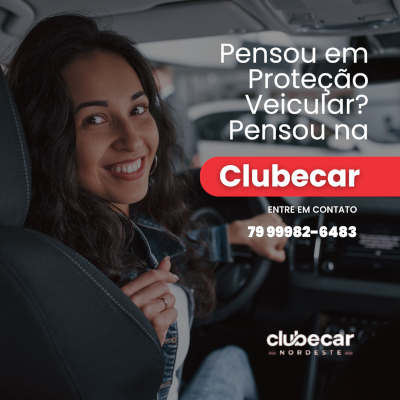 Pensou em
Proteção
Veicular?
Pensou na
Clubecar
ENTRE EM CONTATO
79 99982-6483
clubecar
NORDESTE